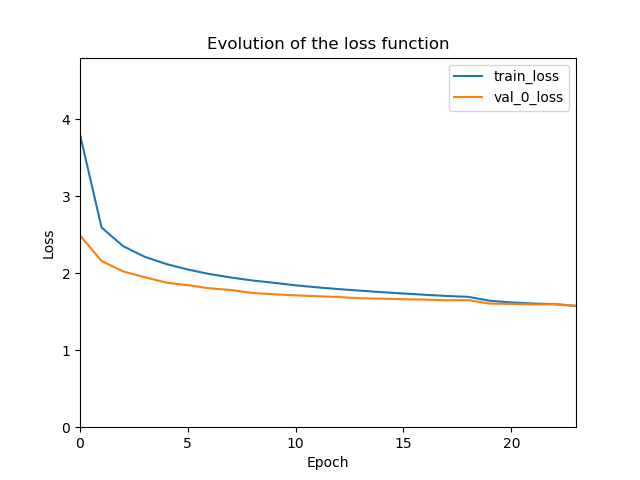 Evolution of the loss function
train_loss
val_0_loss
4
3
2
1
0
Loss
0 5 10 15 20
Epoch